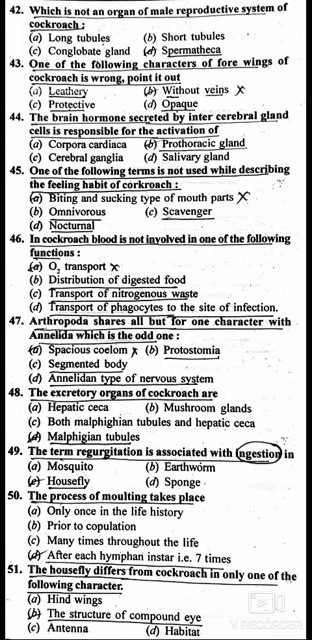 42. Which is not an organ of male reproductive system of
cockroach :
(a) Long tubules (b) Short tubules
(c) Conglobate gland (d) Spermatheca
43. One of the following characters of fore wings of
cockroach is wrong, point it out
(a) Leathery (b) Without veins x
(c) Protective (d) Opaque
44. The brain hormone secreted by inter cerebral gland
cells is responsible for the activation of
(a) Corpora cardiaca (b) Prothoracic gland
(c) Cerebral ganglia (d) Salivary gland
45. One of the following terms is not used while describing
the feeling habit of corkroach :
(a) Biting and sucking type of mouth parts x
(b) Omnivorous (c) Scavenger
(d) Nocturnal
46. In cockroach blood is not involved in one of the following
functions :
(a) O2 transport x
(b) Distribution of digested food
(c) Transport of nitrogenous waste
(d) Transport of phagocytes to the site of infection.
47. Arthropoda shares all but for one character with
Annelida which is the odd one :
(a) Spacious coelom x (b) Protostomia
(c) Segmented body
(d) Annelidan type of nervous system
48. The excretory organs of cockroach are
(a) Hepatic ceca (b) Mushroom glands
(c) Both malphighian tubules and hepatic ceca
(d) Malphigian tubules
49. The term regurgitation is associated with ingestion in
(a) Mosquito (b) Earthworm
(c) Housefly (d) Sponge
50. The process of moulting takes place
(a) Only once in the life history
(b) Prior to copulation
(c) Many times throughout the life
(d) After each hymphan instar i.e. 7 times
51. The housefly differs from cockroach in only one of the
following character.
(a) Hind wings
(b) The structure of compound eye
(c) Antenna (d) Habitat
V RECORDER